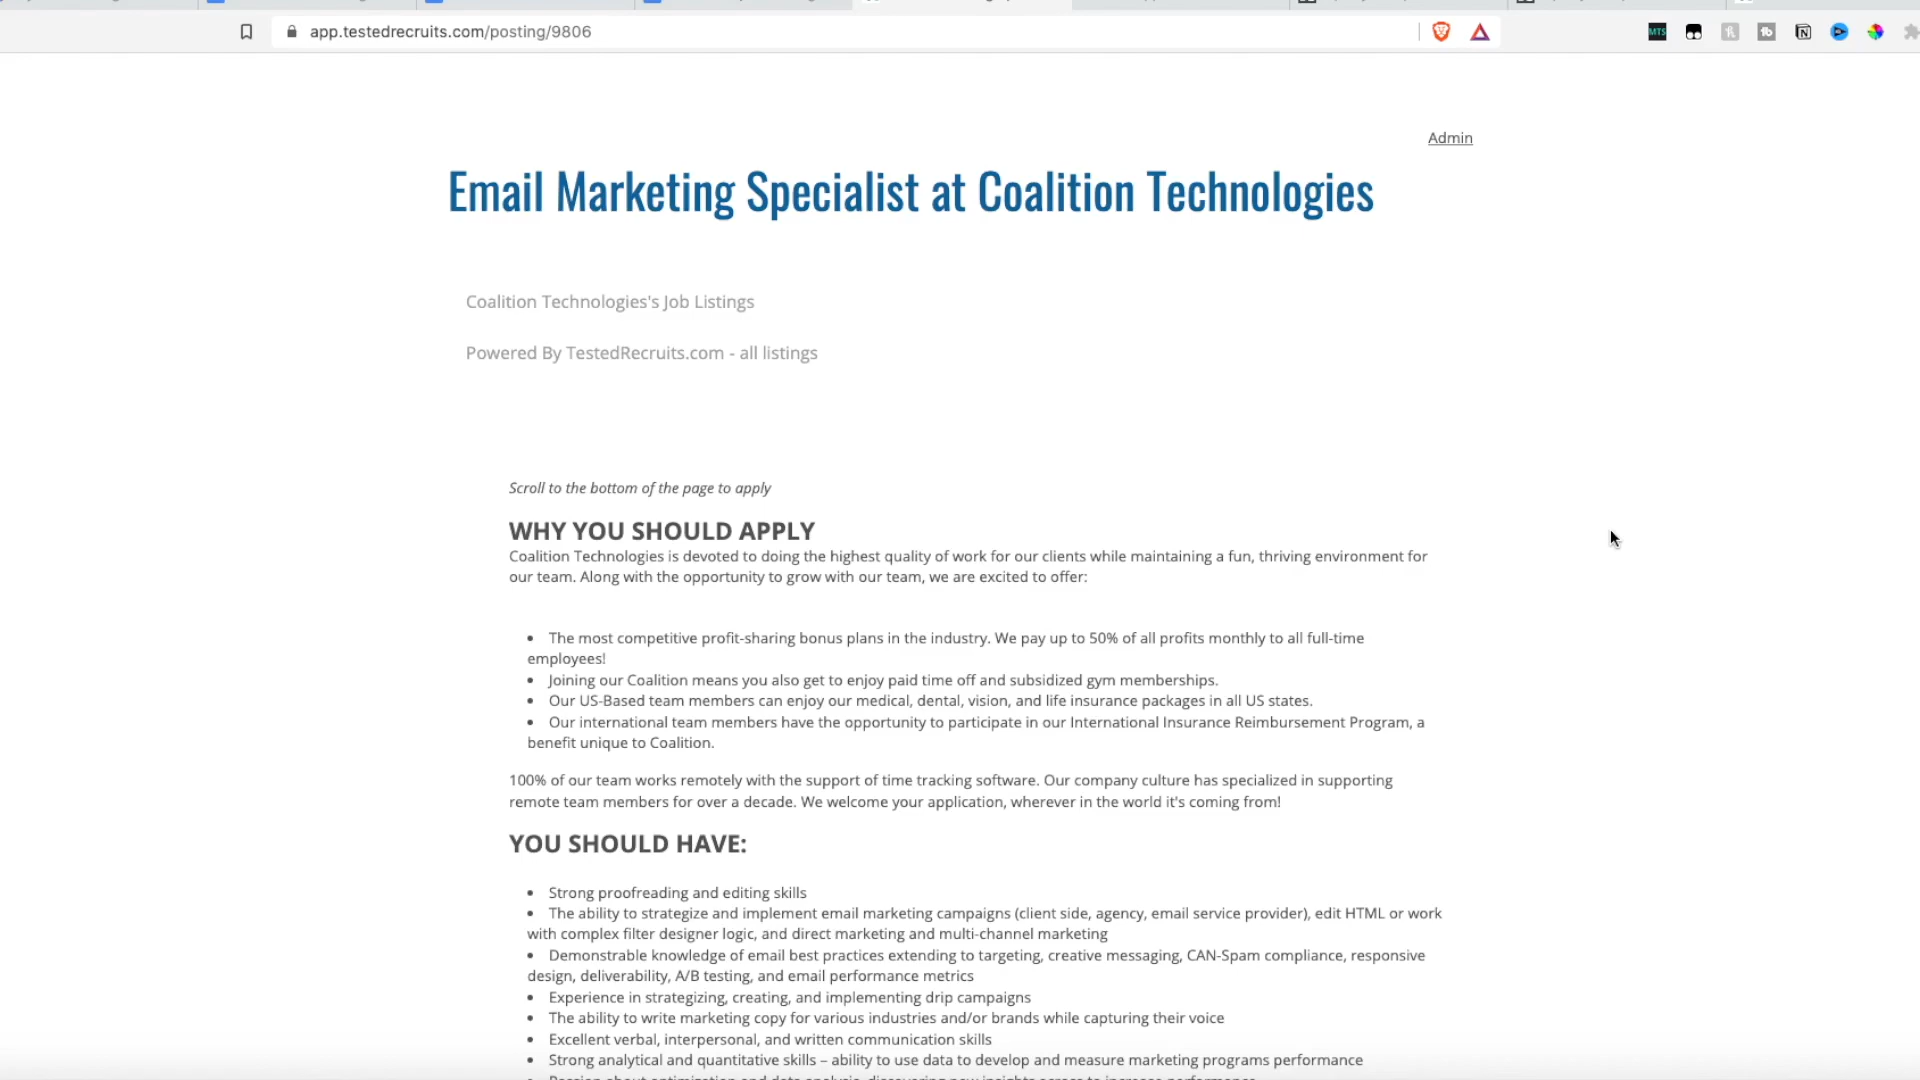 app.testedrecruits.com/posting/9806
MTS
Admin
Email Marketing Specialist at Coalition Technologies
Coalition Technologies's Job Listings
Powered By TestedRecruits.com - all listings
Scroll to the bottom of the page to apply
WHY YOU SHOULD APPLY
Coalition Technologies is devoted to doing the highest quality of work for our clients while maintaining a fun, thriving environment for
our team. Along with the opportunity to grow with our team, we are excited to offer:
• The most competitive profit-sharing bonus plans in the industry. We pay up to 50% of all profits monthly to all full-time
employees!
• Joining our Coalition means you also get to enjoy paid time off and subsidized gym memberships.
• Our US-Based team members can enjoy our medical, dental, vision, and life insurance packages in all US states.
• Our international team members have the opportunity to participate in our International Insurance Reimbursement Program, a
benefit unique to Coalition.
100% of our team works remotely with the support of time tracking software. Our company culture has specialized in supporting
remote team members for over a decade. We welcome your application, wherever in the world it's coming from!
YOU SHOULD HAVE:
• Strong proofreading and editing skills
• The ability to strategize and implement email marketing campaigns (client side, agency, email service provider), edit HTML or work
with complex filter designer logic, and direct marketing and multi-channel marketing
• Demonstrable knowledge of email best practices extending to targeting, creative messaging, CAN-Spam compliance, responsive
design, deliverability, A/B testing, and email performance metrics
• Experience in strategizing, creating, and implementing drip campaigns
• The ability to write marketing copy for various industries and/or brands while capturing their voice
• Excellent verbal, interpersonal, and written communication skills
• Strong analytical and quantitative skills – ability to use data to develop and measure marketing programs performance